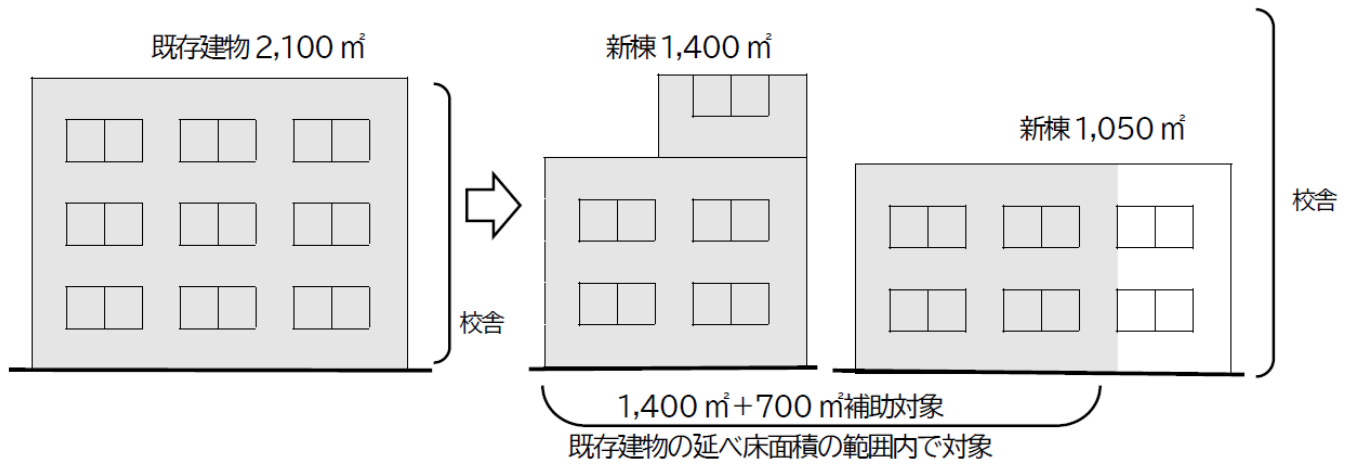 既存建物 2,100 ㎡
校舎
新棟 1,400 ㎡
新棟 1,050 ㎡
校舎
1,400 ㎡+700 ㎡補助対象
既存建物の延べ床面積の範囲内で対象